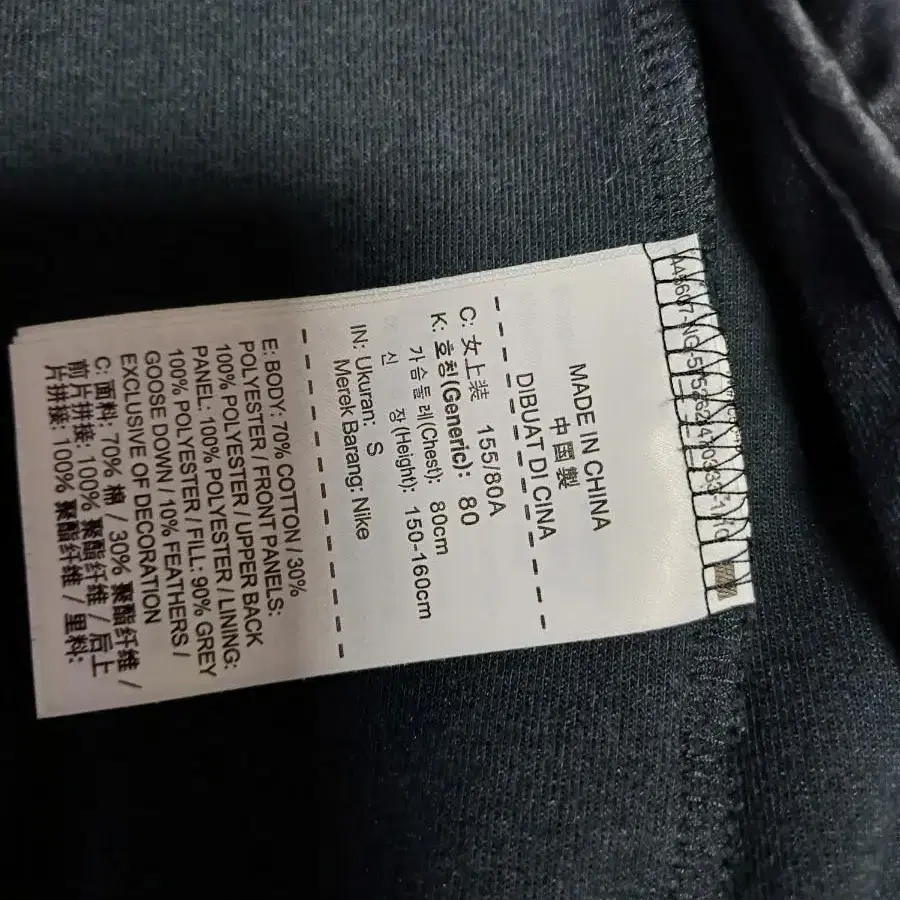 MADE IN CHINA
中國製
DIBUAT DI CINA
C: 女上装 155/80A
K: 호칭(Generic): 80
가슴둘레(Chest): 80cm
신 장(Height): 150-160cm
IN: Ukuran: S
Merek Barang: Nike
E: BODY: 70% COTTON / 30%
POLYESTER / FRONT PANELS:
100% POLYESTER / UPPER BACK
PANEL: 100% POLYESTER / LINING:
100% POLYESTER / FILL: 90% GREY
GOOSE DOWN / 10% FEATHERS /
EXCLUSIVE OF DECORATION
C: 面料: 70% 棉 / 30% 聚酯纤维 /
前片拼接: 100% 聚酯纤维 / 后上
片拼接: 100% 聚酯纤维 / 里料: